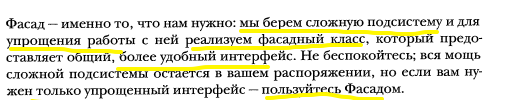 Фасад — именно то, что нам нужно: мы берем сложную подсистему и для
упрощения работы с ней реализуем фасадный класс, который предо-
ставляет общий, более удобный интерфейс. Не беспокойтесь; вся мощь
сложной подсистемы остается в вашем распоряжении, но если вам ну-
жен только упрощенный интерфейс — пользуйтесь Фасадом.